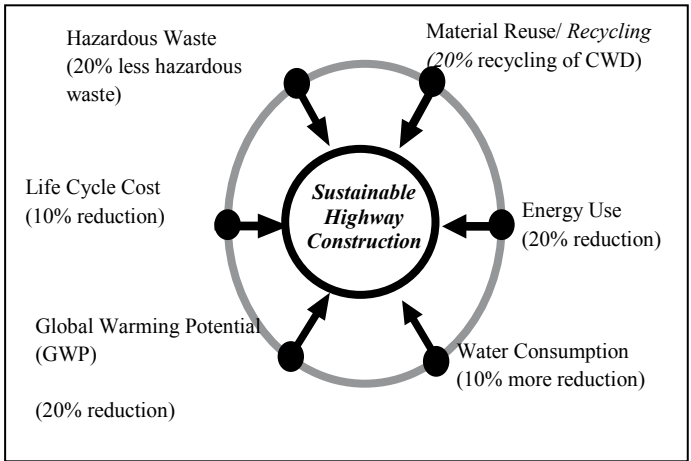 Hazardous Waste
(20% less hazardous
waste)
Material Reuse/ Recycling
(20% recycling of CWD)
Life Cycle Cost
(10% reduction)
Sustainable
Highway
Construction
Energy Use
(20% reduction)
Global Warming Potential
(GWP)
(20% reduction)
Water Consumption
(10% more reduction)